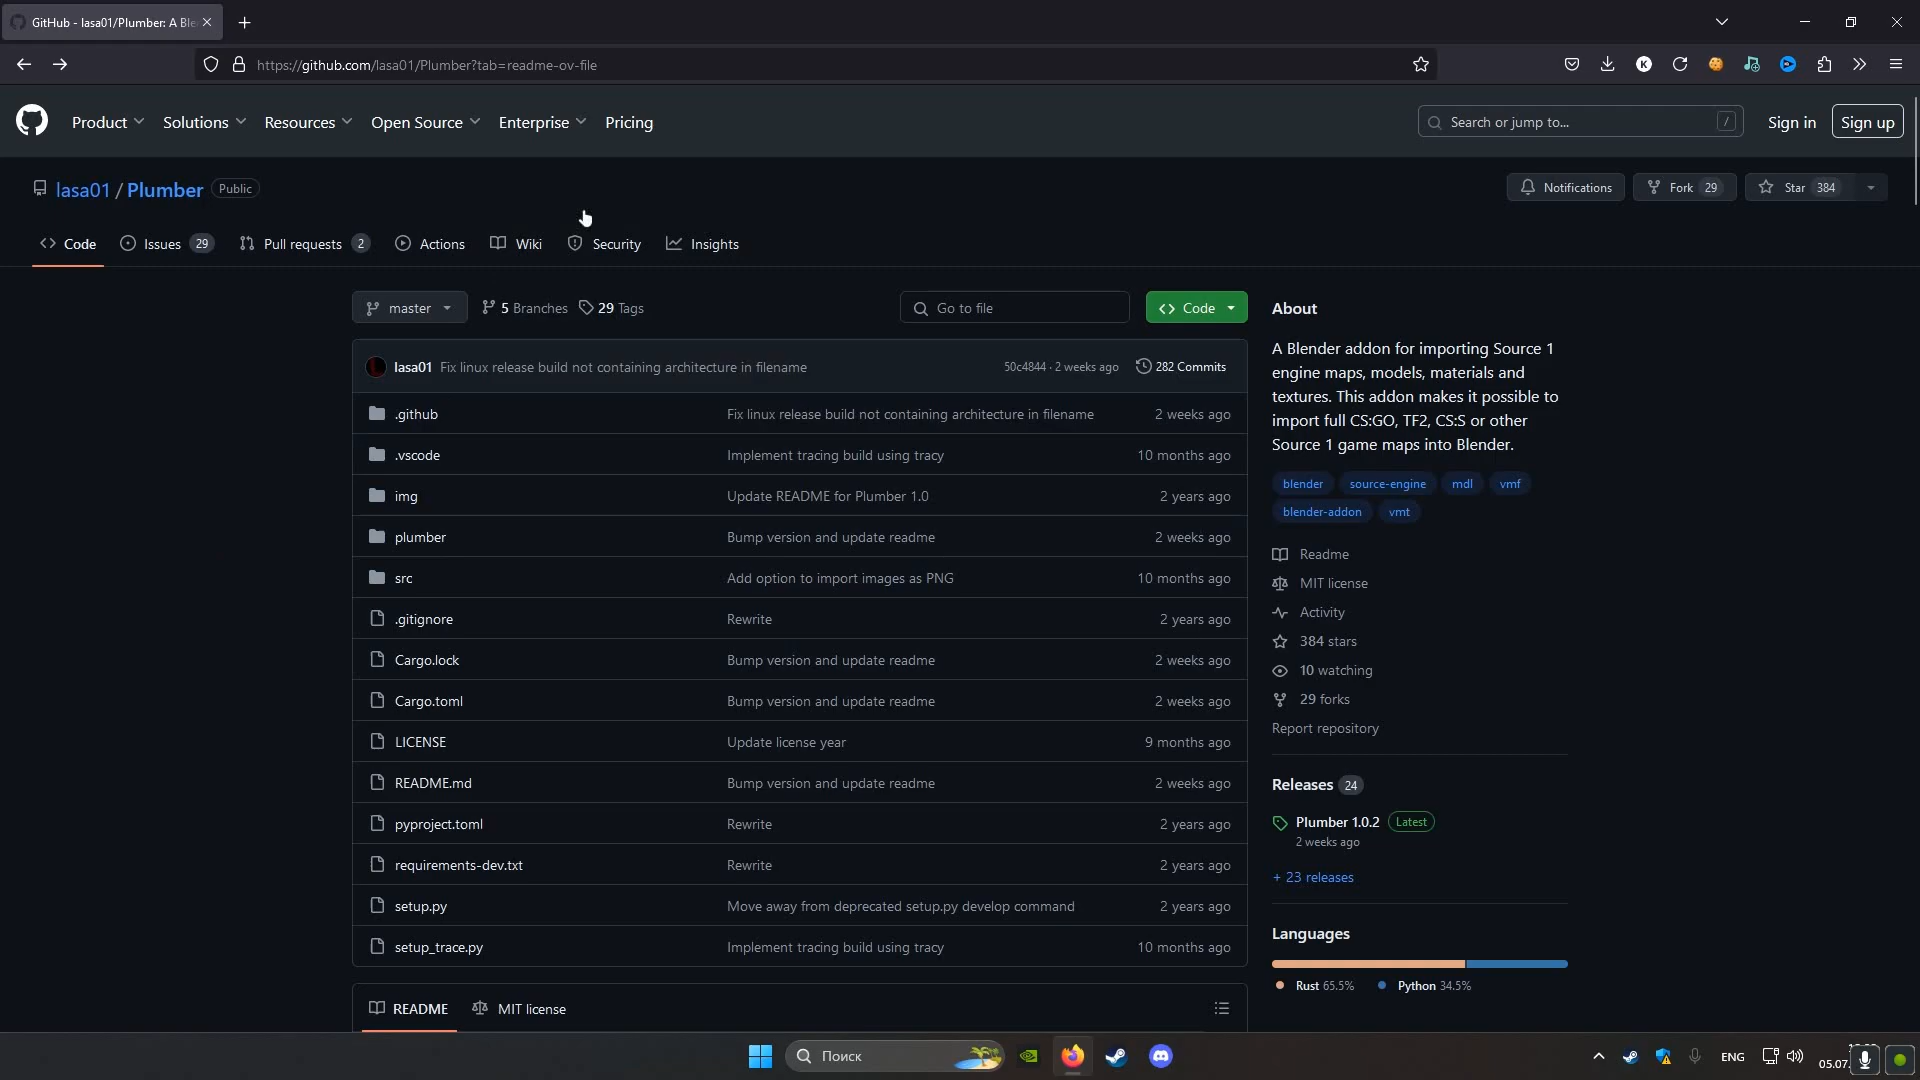 GitHub - lasa01/Plumber: A Ble
https://github.com/lasa01/Plumber?tab=readme-ov-file
K
Product
Solutions
Resources
Open Source
Enterprise
Pricing
Search or jump to...
/
Sign in
Sign up
lasa01 / Plumber
Public
Notifications
Fork 29
Star 384
Code
Issues 29
Pull requests 2
Actions
Wiki
Security
Insights
master
5 Branches
29 Tags
Go to file
Code
lasa01 Fix linux release build not containing architecture in filename 50c4844 · 2 weeks ago 282 Commits
.github Fix linux release build not containing architecture in filename 2 weeks ago
.vscode Implement tracing build using tracy 10 months ago
img Update README for Plumber 1.0 2 years ago
plumber Bump version and update readme 2 weeks ago
src Add option to import images as PNG 10 months ago
.gitignore Rewrite 2 years ago
Cargo.lock Bump version and update readme 2 weeks ago
Cargo.toml Bump version and update readme 2 weeks ago
LICENSE Update license year 9 months ago
README.md Bump version and update readme 2 weeks ago
pyproject.toml Rewrite 2 years ago
requirements-dev.txt Rewrite 2 years ago
setup.py Move away from deprecated setup.py develop command 2 years ago
setup_trace.py Implement tracing build using tracy 10 months ago
README
MIT license
About
A Blender addon for importing Source 1
engine maps, models, materials and
textures. This addon makes it possible to
import full CS:GO, TF2, CS:S or other
Source 1 game maps into Blender.
blender source-engine mdl vmf
blender-addon vmt
Readme
MIT license
Activity
384 stars
10 watching
29 forks
Report repository
Releases 24
Plumber 1.0.2 Latest
2 weeks ago
+ 23 releases
Languages
Rust 65.5% Python 34.5%
Поиск
ENG
05.07.